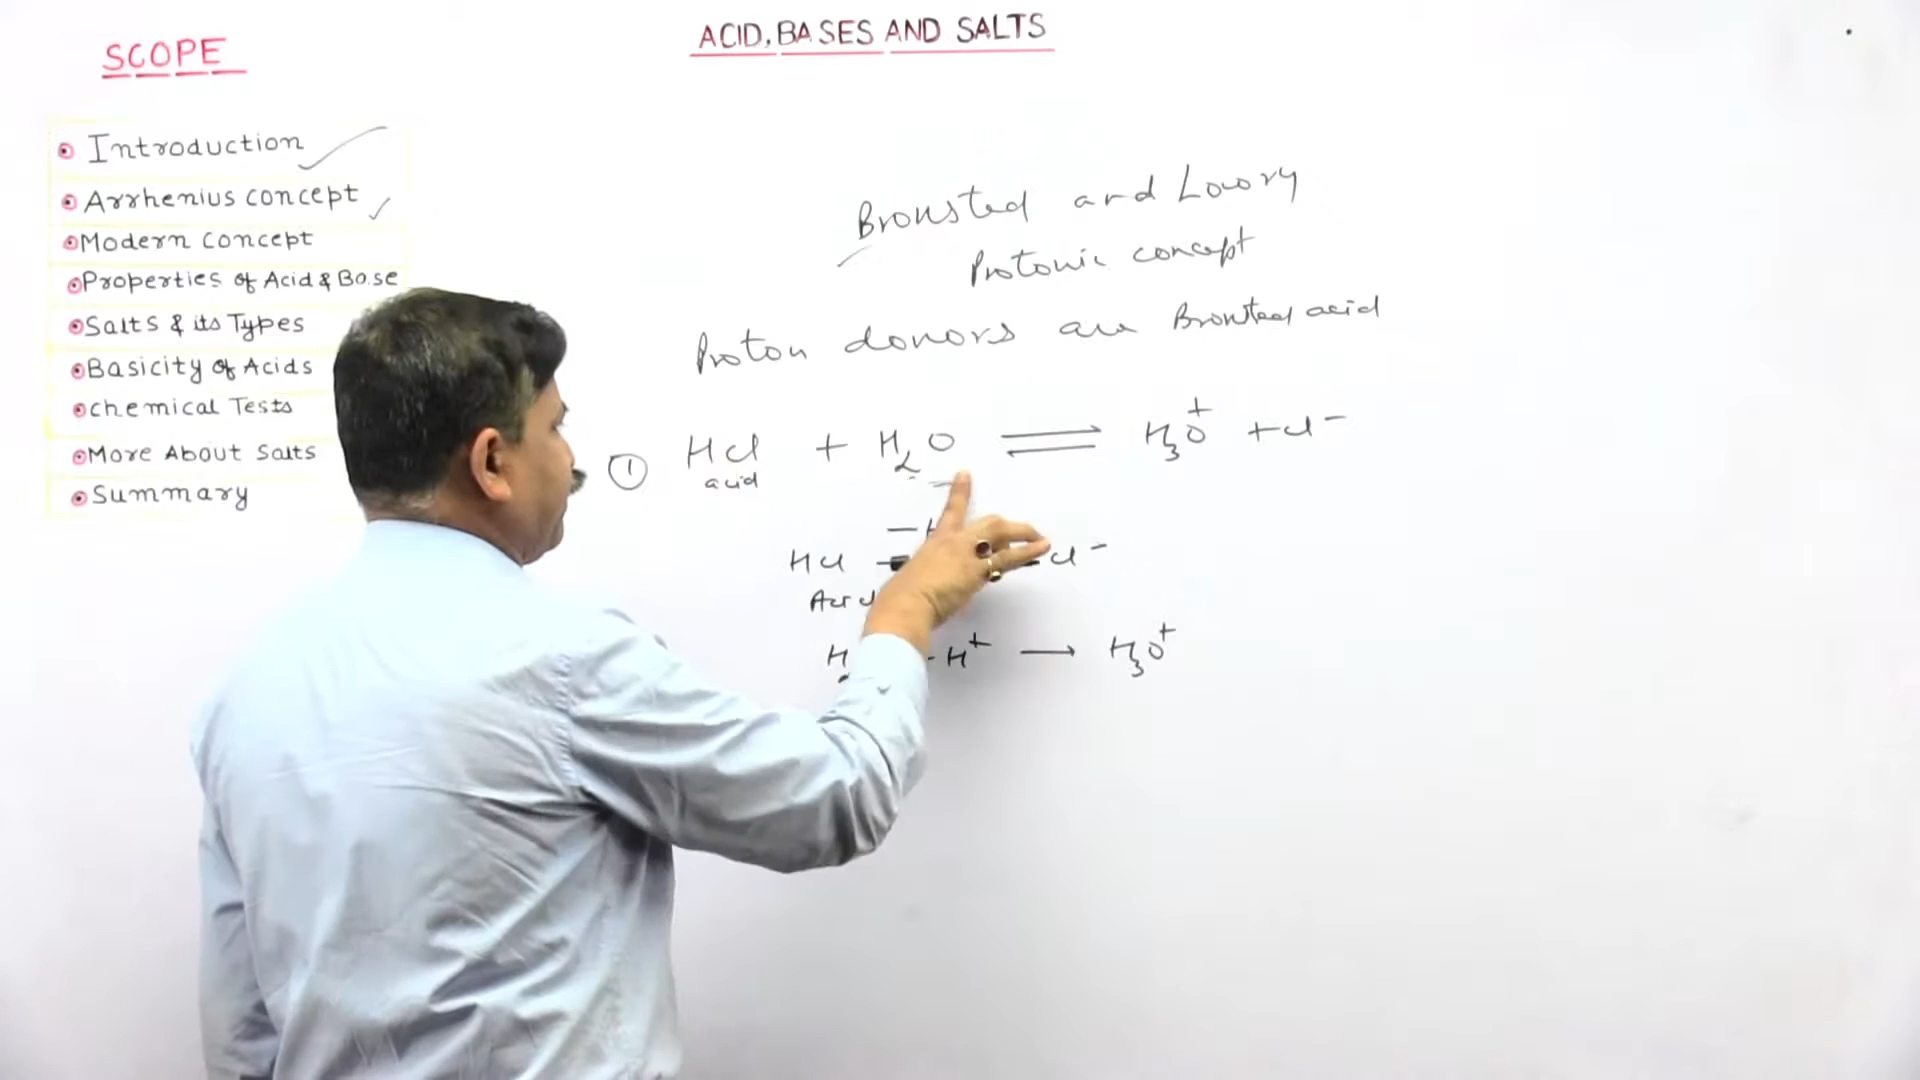 SCOPE
ACID, BASES AND SALTS
Introduction
Arrhenius concept
Modern Concept
Properties of Acid & Base
Salts & its Types
Basicity of Acids
chemical Tests
More About Salts
Summary
Bronsted and Lowry
Protonic concept
Proton donors are Bronsted acid
① HCl + H₂O ⇌ H₃O⁺ + Cl⁻
acid
HCl Cl⁻
H⁺ → H₃O⁺